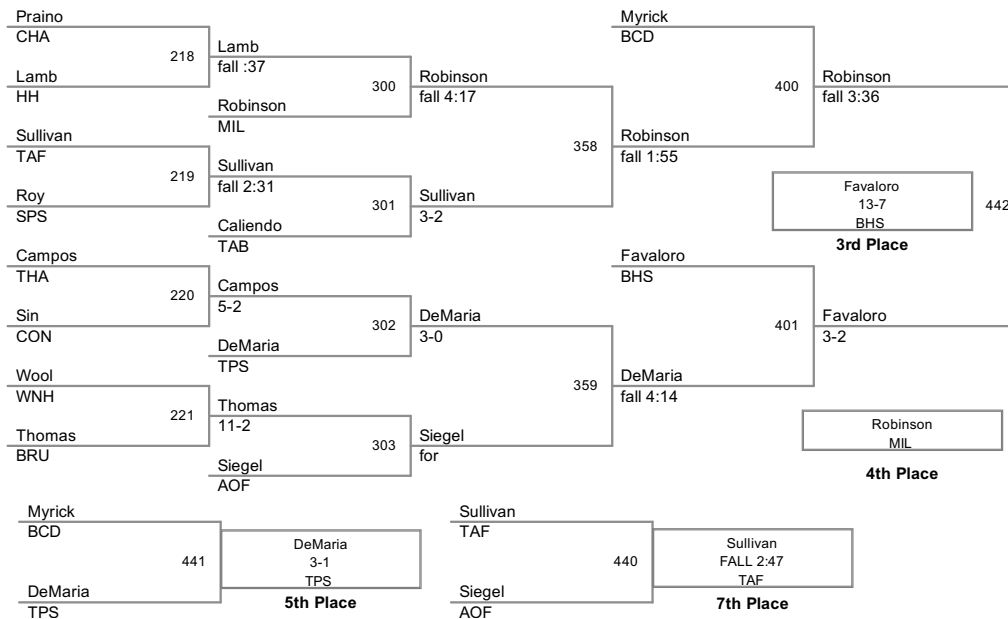 Praino
CHA
218
Lamb
HH
Lamb
fall :37
300
Robinson
MIL
Sullivan
TAF
219
Roy
SPS
Sullivan
fall 2:31
301
Caliendo
TAB
Campos
THA
220
Sin
CON
Campos
5-2
302
DeMaria
TPS
Wool
WNH
221
Thomas
BRU
Thomas
11-2
303
Siegel
AOF
Robinson
fall 4:17
358
Sullivan
3-2
DeMaria
3-0
359
Siegel
for
Myrick
BCD
400
Robinson
fall 1:55
Favaloro
BHS
401
DeMaria
fall 4:14
Robinson
fall 3:36
Favaloro
13-7
BHS
442
3rd Place
Favaloro
3-2
Robinson
MIL
4th Place
Myrick
BCD
441
DeMaria
TPS
DeMaria
3-1
TPS
5th Place
Sullivan
TAF
440
Siegel
AOF
Sullivan
FALL 2:47
TAF
7th Place